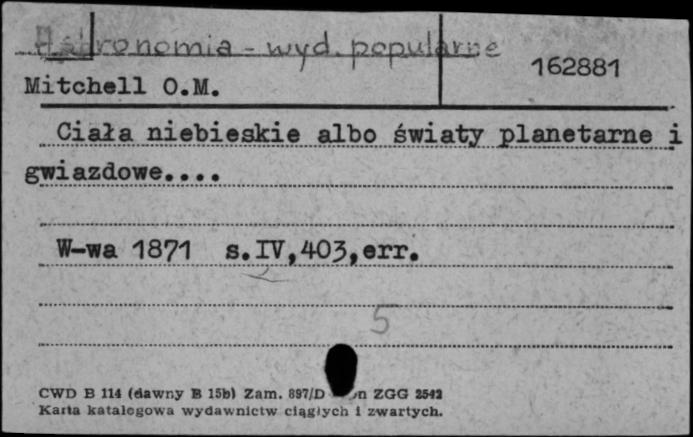 Astronomia - wyd. popularne
162881
Mitchell O.M.
Ciała niebieskie albo światy planetarne i
gwiazdowe....
W-wa 1871 s.IV,403,err.
5
CWD B 114 (dawny B 15b) Zam. 897/D ZGG 2542
Karta katalogowa wydawnictw ciągłych i zwartych.